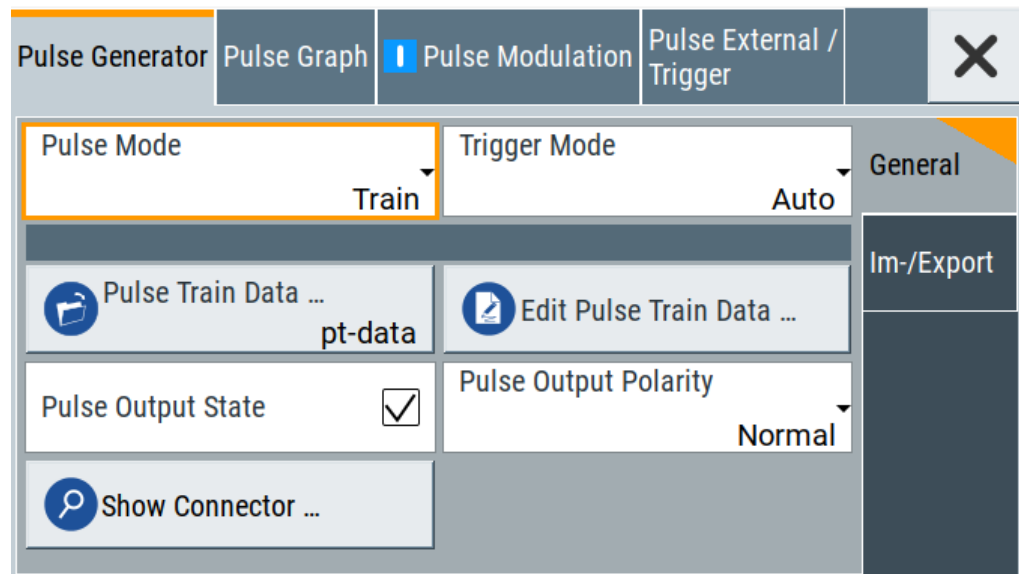 Pulse Generator
Pulse Graph
Pulse Modulation
Pulse External /
Trigger
Pulse Mode
Train
Trigger Mode
Auto
General
Im-/Export
Pulse Train Data ...
pt-data
Edit Pulse Train Data ...
Pulse Output State
Pulse Output Polarity
Normal
Show Connector ...